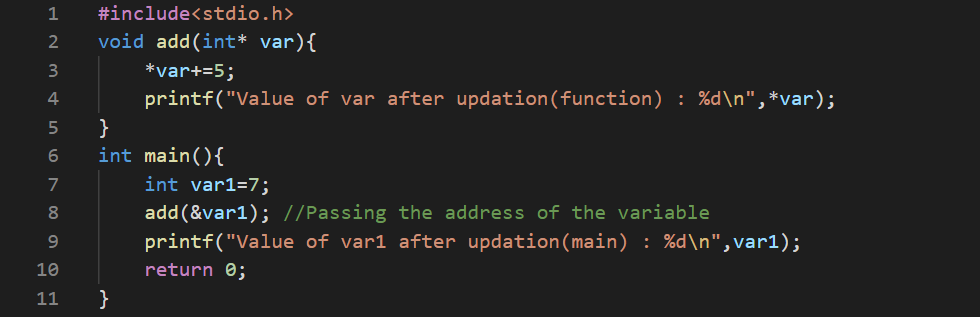 1 #include<stdio.h>
2 void add(int* var){
3     *var+=5;
4     printf("Value of var after updation(function) : %d\n",*var);
5 }
6 int main(){
7     int var1=7;
8     add(&var1); //Passing the address of the variable
9     printf("Value of var1 after updation(main) : %d\n",var1);
10     return 0;
11 }